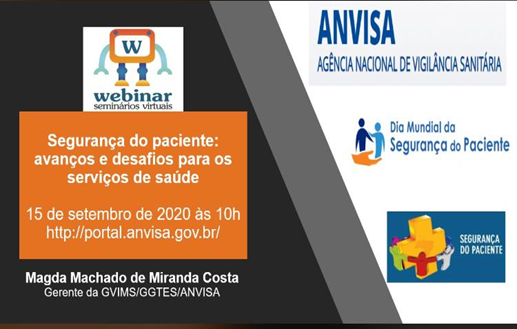 W
webinar
seminários virtuais
Segurança do paciente:
avanços e desafios para os
serviços de saúde
15 de setembro de 2020 às 10h
http://portal.anvisa.gov.br/
Magda Machado de Miranda Costa
Gerente da GVIMS/GGTES/ANVISA
ANVISA
AGÊNCIA NACIONAL DE VIGILÂNCIA SANITÁRIA
Dia Mundial da
Segurança do Paciente
SEGURANÇA
DO PACIENTE